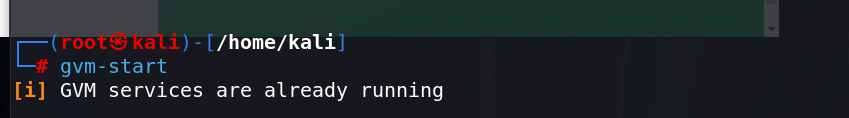 ┌──(root㉿kali)-[/home/kali]
└─# gvm-start
[i] GVM services are already running